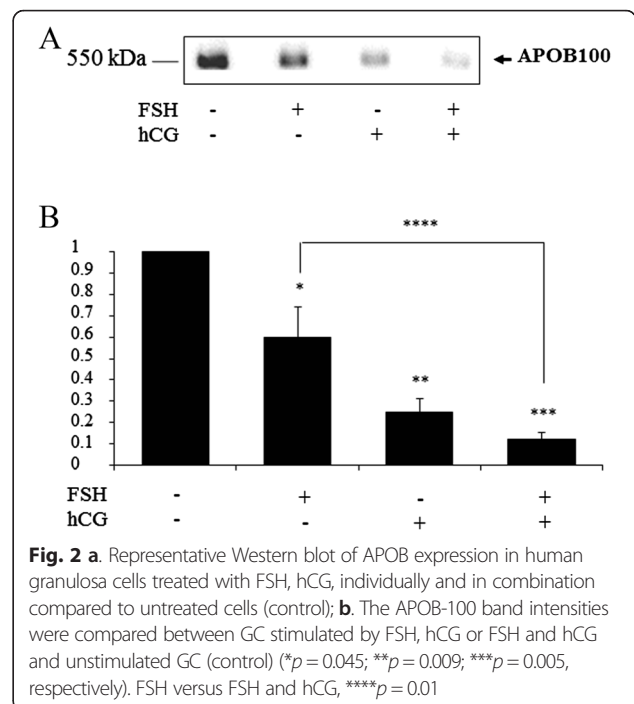 A
550 kDa
APOB100
FSH - + - +
hCG - - + +
B
****
1
0.9
0.8
0.7
0.6
0.5
0.4
0.3
0.2
0.1
0
*
**
***
FSH - + - +
hCG - - + +
Fig. 2 a. Representative Western blot of APOB expression in human
granulosa cells treated with FSH, hCG, individually and in combination
compared to untreated cells (control); b. The APOB-100 band intensities
were compared between GC stimulated by FSH, hCG or FSH and hCG
and unstimulated GC (control) (*p = 0.045; **p = 0.009; ***p = 0.005,
respectively). FSH versus FSH and hCG, ****p = 0.01